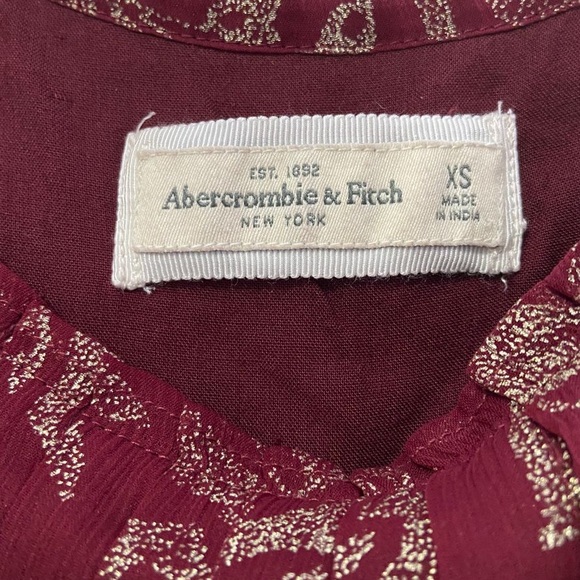 EST. 1892
Abercrombie & Fitch
NEW YORK
XS
MADE
IN INDIA